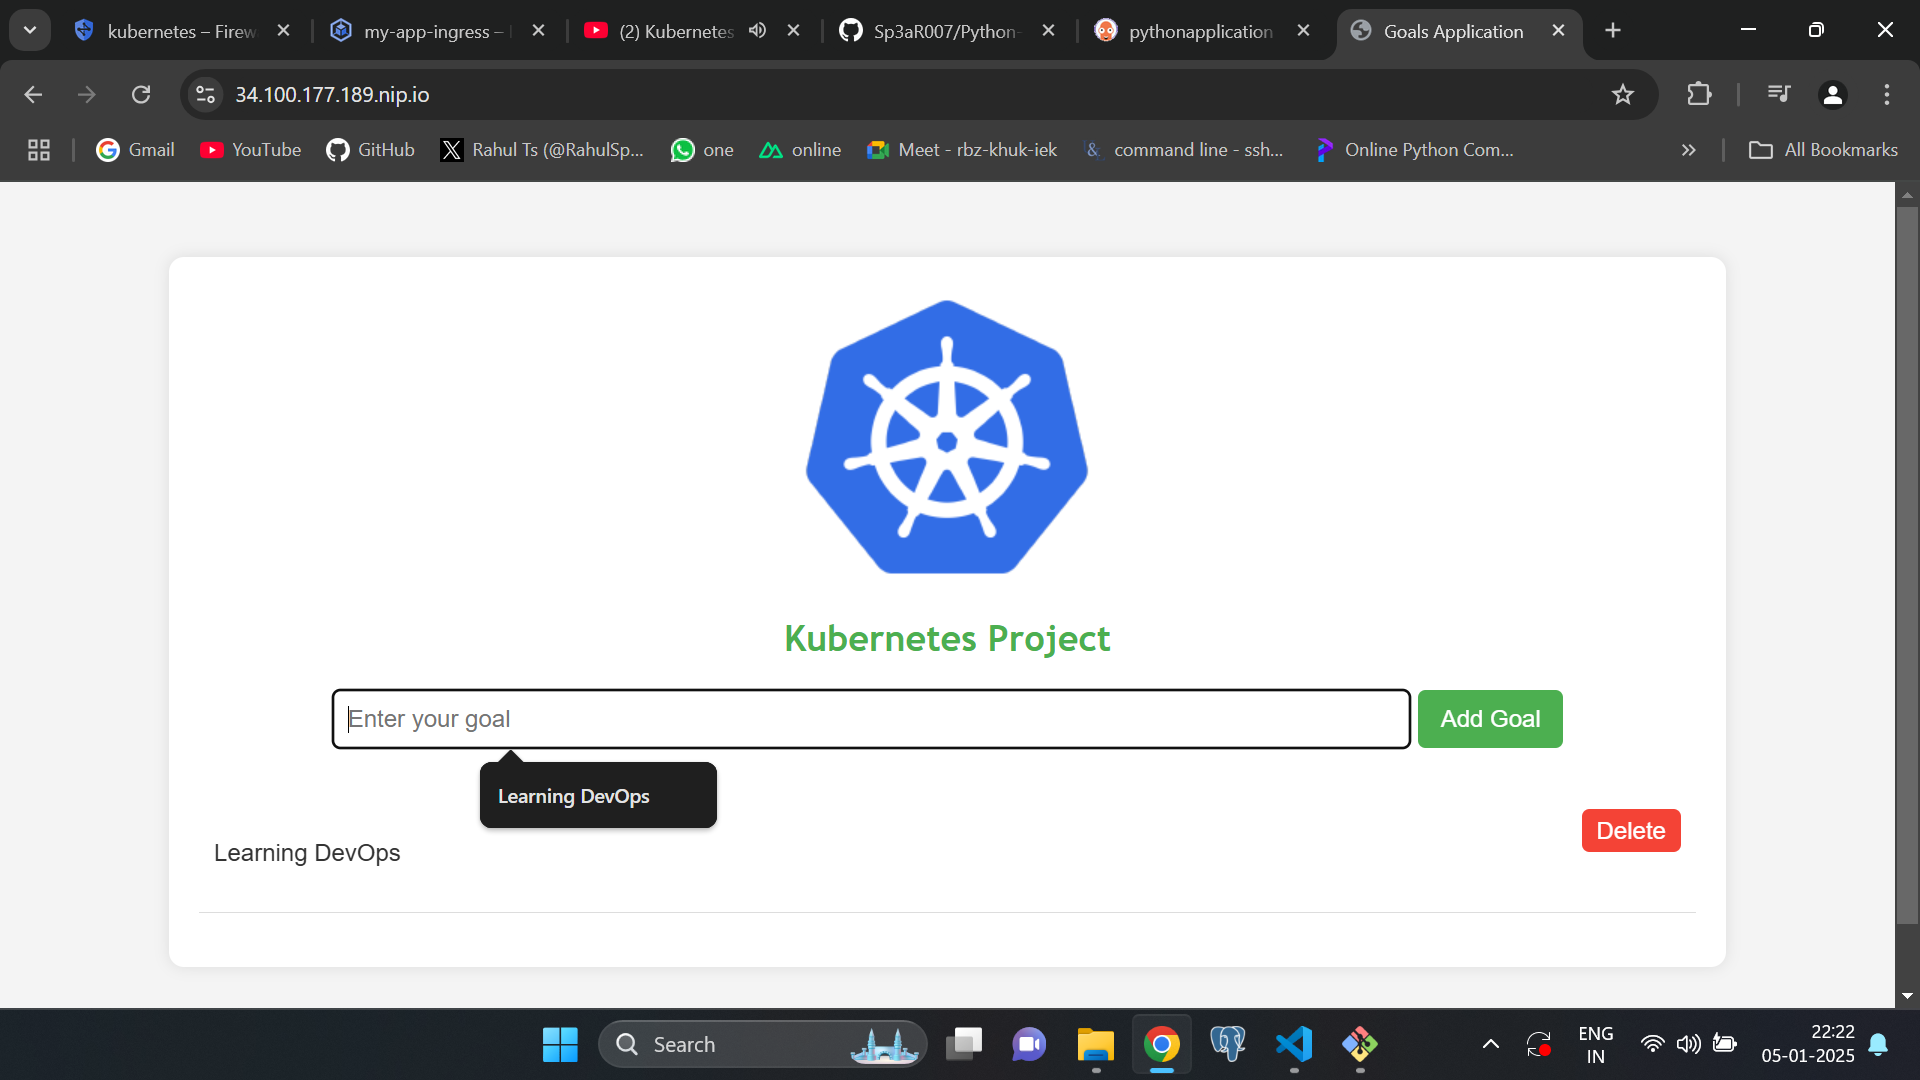 kubernetes – Firew
my-app-ingress –
(2) Kubernetes
Sp3aR007/Python-
pythonapplication
Goals Application
34.100.177.189.nip.io
Gmail
YouTube
GitHub
Rahul Ts (@RahulSp...
one
online
Meet - rbz-khuk-iek
command line - ssh...
Online Python Com...
All Bookmarks
Kubernetes Project
Enter your goal
Add Goal
Learning DevOps
Delete
Learning DevOps
Search
ENG
IN
22:22
05-01-2025